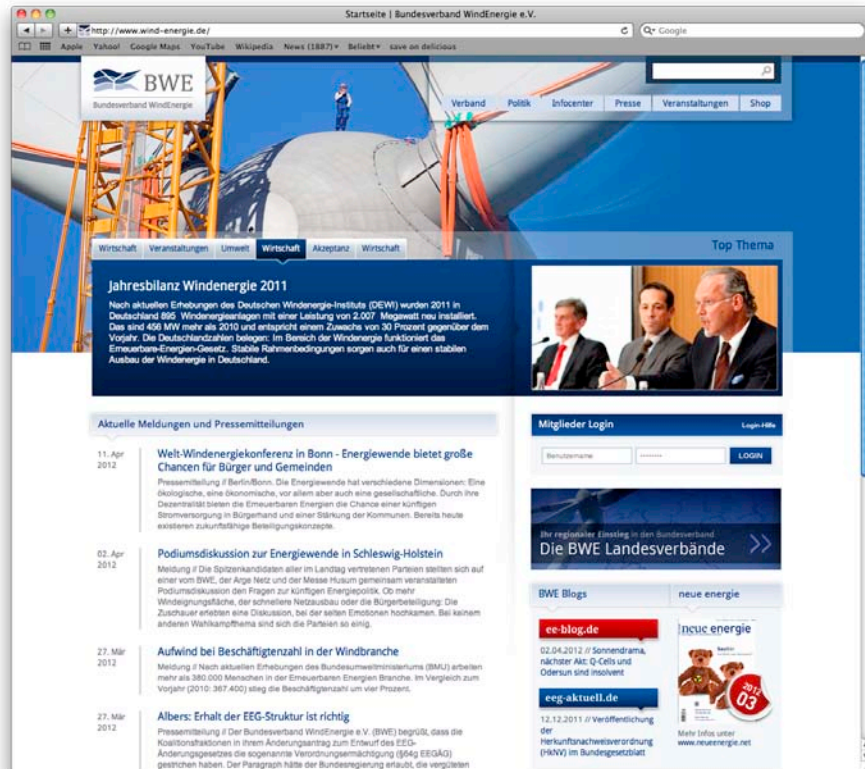 Startseite | Bundesverband WindEnergie e.V.
http://www.wind-energie.de/
Google
Apple Yahoo! Google Maps YouTube Wikipedia News (1887) Beliebt save on delicious
BWE
Bundesverband WindEnergie
Verband Politik Infocenter Presse Veranstaltungen Shop
Wirtschaft Veranstaltungen Umwelt Wirtschaft Akzeptanz Wirtschaft
Top Thema
Jahresbilanz Windenergie 2011
Nach aktuellen Erhebungen des Deutschen Windenergie-Instituts (DEWI) wurden 2011 in
Deutschland 895 Windenergieanlagen mit einer Leistung von 2.007 Megawatt neu installiert.
Das sind 456 MW mehr als 2010 und entspricht einem Zuwachs von 30 Prozent gegenüber dem
Vorjahr. Die Deutschlandzahlen belegen: Im Bereich der Windenergie funktioniert das
Erneuerbare-Energien-Gesetz. Stabile Rahmenbedingungen sorgen auch für einen stabilen
Ausbau der Windenergie in Deutschland.
Aktuelle Meldungen und Pressemitteilungen
11. Apr
2012
Welt-Windenergiekonferenz in Bonn - Energiewende bietet große
Chancen für Bürger und Gemeinden
Pressemitteilung // Berlin/Bonn. Die Energiewende hat verschiedene Dimensionen: Eine
ökologische, eine ökonomische, vor allem aber auch eine gesellschaftliche. Durch ihre
Dezentralität bieten die Erneuerbaren Energien die Chance einer künftigen
Stromversorgung in Bürgerhand und einer Stärkung der Kommunen. Bereits heute
existieren zukunftsfähige Beteiligungskonzepte.
02. Apr
2012
Podiumsdiskussion zur Energiewende in Schleswig-Holstein
Meldung // Die Spitzenkandidaten aller im Landtag vertretenen Parteien stellten sich auf
einer vom BWE, der Arge Netz und der Messe Husum gemeinsam veranstalteten
Podiumsdiskussion den Fragen zur künftigen Energiepolitik. Ob mehr
Windeignungsfläche, der schnellere Netzausbau oder die Bürgerbeteiligung: Die
Zuschauer erlebten eine Diskussion, bei der selten Emotionen hochkamen. Bei keinem
anderen Wahlkampfthema sind sich die Parteien so einig.
27. Mär
2012
Aufwind bei Beschäftigtenzahl in der Windbranche
Meldung // Nach aktuellen Erhebungen des Bundesumweltministeriums (BMU) arbeiten
mehr als 380.000 Menschen in der Erneuerbaren Energien Branche. Im Vergleich zum
Vorjahr (2010: 367.400) stieg die Beschäftigtenzahl um vier Prozent.
27. Mär
2012
Albers: Erhalt der EEG-Struktur ist richtig
Pressemitteilung // Der Bundesverband WindEnergie e.V. (BWE) begrüßt, dass die
Koalitionsfraktionen in ihrem Änderungsantrag zum Entwurf des EEG-
Änderungsgesetzes die sogenannte Verordnungsermächtigung (§64g EEGÄG)
gestrichen haben. Der Paragraph hätte der Bundesregierung erlaubt, die vergüteten
Mitglieder Login
Login-Hilfe
Benutzername
LOGIN
Ihr regionaler Einstieg in den Bundesverband
Die BWE Landesverbände >>
BWE Blogs
ee-blog.de
02.04.2012 // Sonnendrama,
nächster Akt: Q-Cells und
Odersun sind insolvent
eeg-aktuell.de
12.12.2011 // Veröffentlichung
der
Herkunftsnachweisverordnung
(HkNV) im Bundesgesetzblatt
neue energie
neue energie
2012
03
Mehr Infos unter
www.neueenergie.net